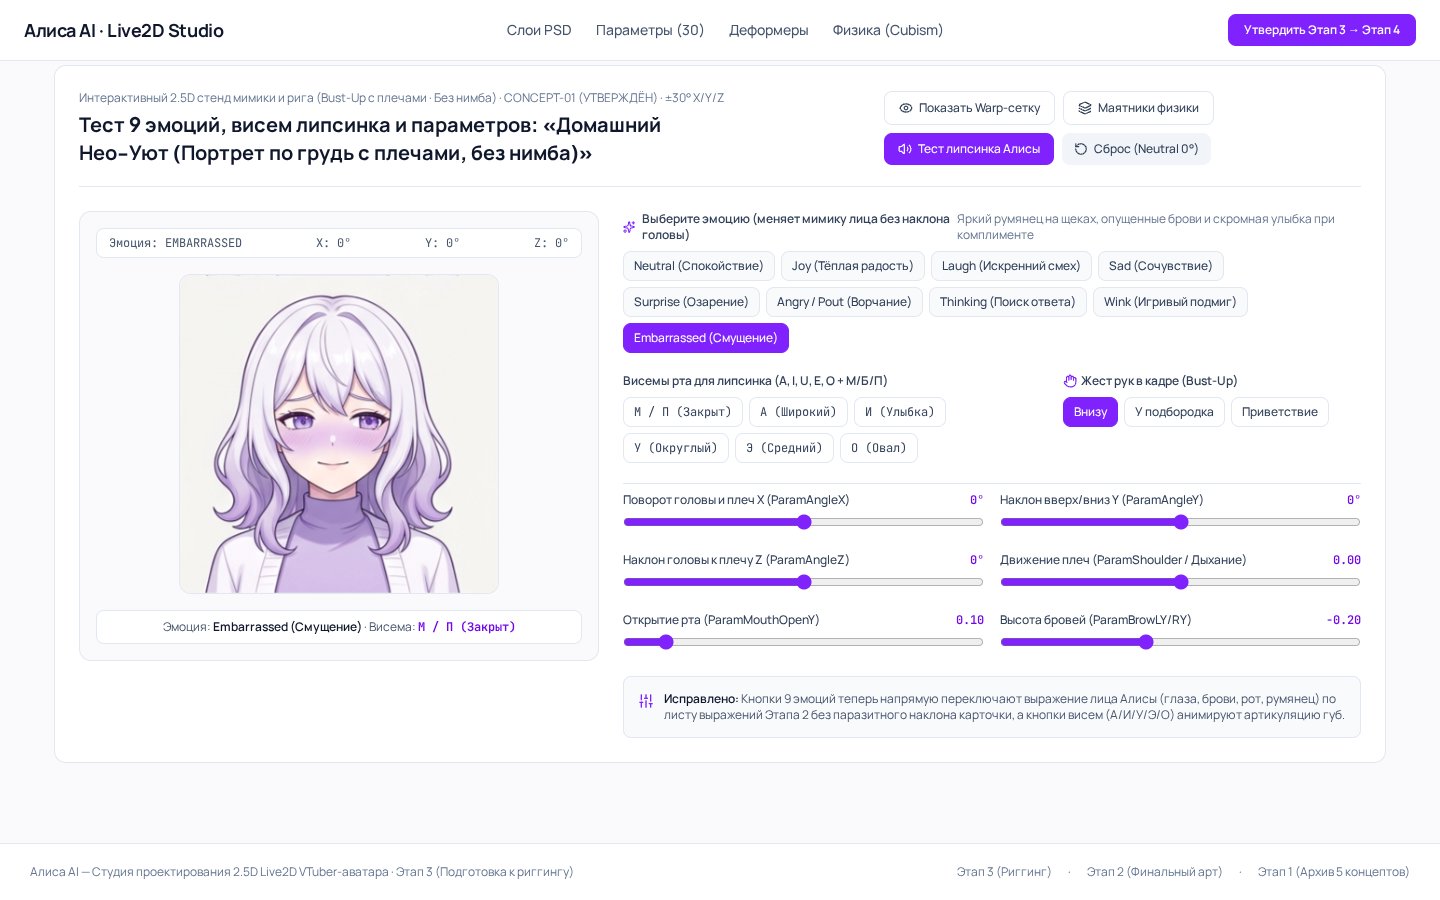 Алиса AI · Live2D Studio
Слои PSD
Параметры (30)
Деформеры
Физика (Cubism)
Утвердить Этап 3 → Этап 4
Интерактивный 2.5D стенд мимики и рига (Bust-Up с плечами · Без нимба) · CONCEPT-01 (УТВЕРЖДЁН) · ±30° X/Y/Z
Тест 9 эмоций, висем липсинка и параметров: «Домашний
Нео-Уют (Портрет по грудь с плечами, без нимба)»
Показать Warp-сетку
Маятники физики
Тест липсинка Алисы
Сброс (Neutral 0°)
Эмоция: EMBARRASSED
X: 0°
Y: 0°
Z: 0°
Эмоция: Embarrassed (Смущение) · Висема: М / П (Закрыт)
Выберите эмоцию (меняет мимику лица без наклона
головы)
Яркий румянец на щеках, опущенные брови и скромная улыбка при
комплименте
Neutral (Спокойствие)
Joy (Тёплая радость)
Laugh (Искренний смех)
Sad (Сочувствие)
Surprise (Озарение)
Angry / Pout (Ворчание)
Thinking (Поиск ответа)
Wink (Игривый подмиг)
Embarrassed (Смущение)
Висемы рта для липсинка (A, I, U, E, O + М/Б/П)
М / П (Закрыт)
А (Широкий)
И (Улыбка)
У (Округлый)
Э (Средний)
О (Овал)
Жест рук в кадре (Bust-Up)
Внизу
У подбородка
Приветствие
Поворот головы и плеч X (ParamAngleX)
0°
Наклон вверх/вниз Y (ParamAngleY)
0°
Наклон головы к плечу Z (ParamAngleZ)
0°
Движение плеч (ParamShoulder / Дыхание)
0.00
Открытие рта (ParamMouthOpenY)
0.10
Высота бровей (ParamBrowLY/RY)
-0.20
Исправлено: Кнопки 9 эмоций теперь напрямую переключают выражение лица Алисы (глаза, брови, рот, румянец) по
листу выражений Этапа 2 без паразитного наклона карточки, а кнопки висем (А/И/У/Э/О) анимируют артикуляцию губ.
Алиса AI — Студия проектирования 2.5D Live2D VTuber-аватара · Этап 3 (Подготовка к риггингу)
Этап 3 (Риггинг) · Этап 2 (Финальный арт) · Этап 1 (Архив 5 концептов)